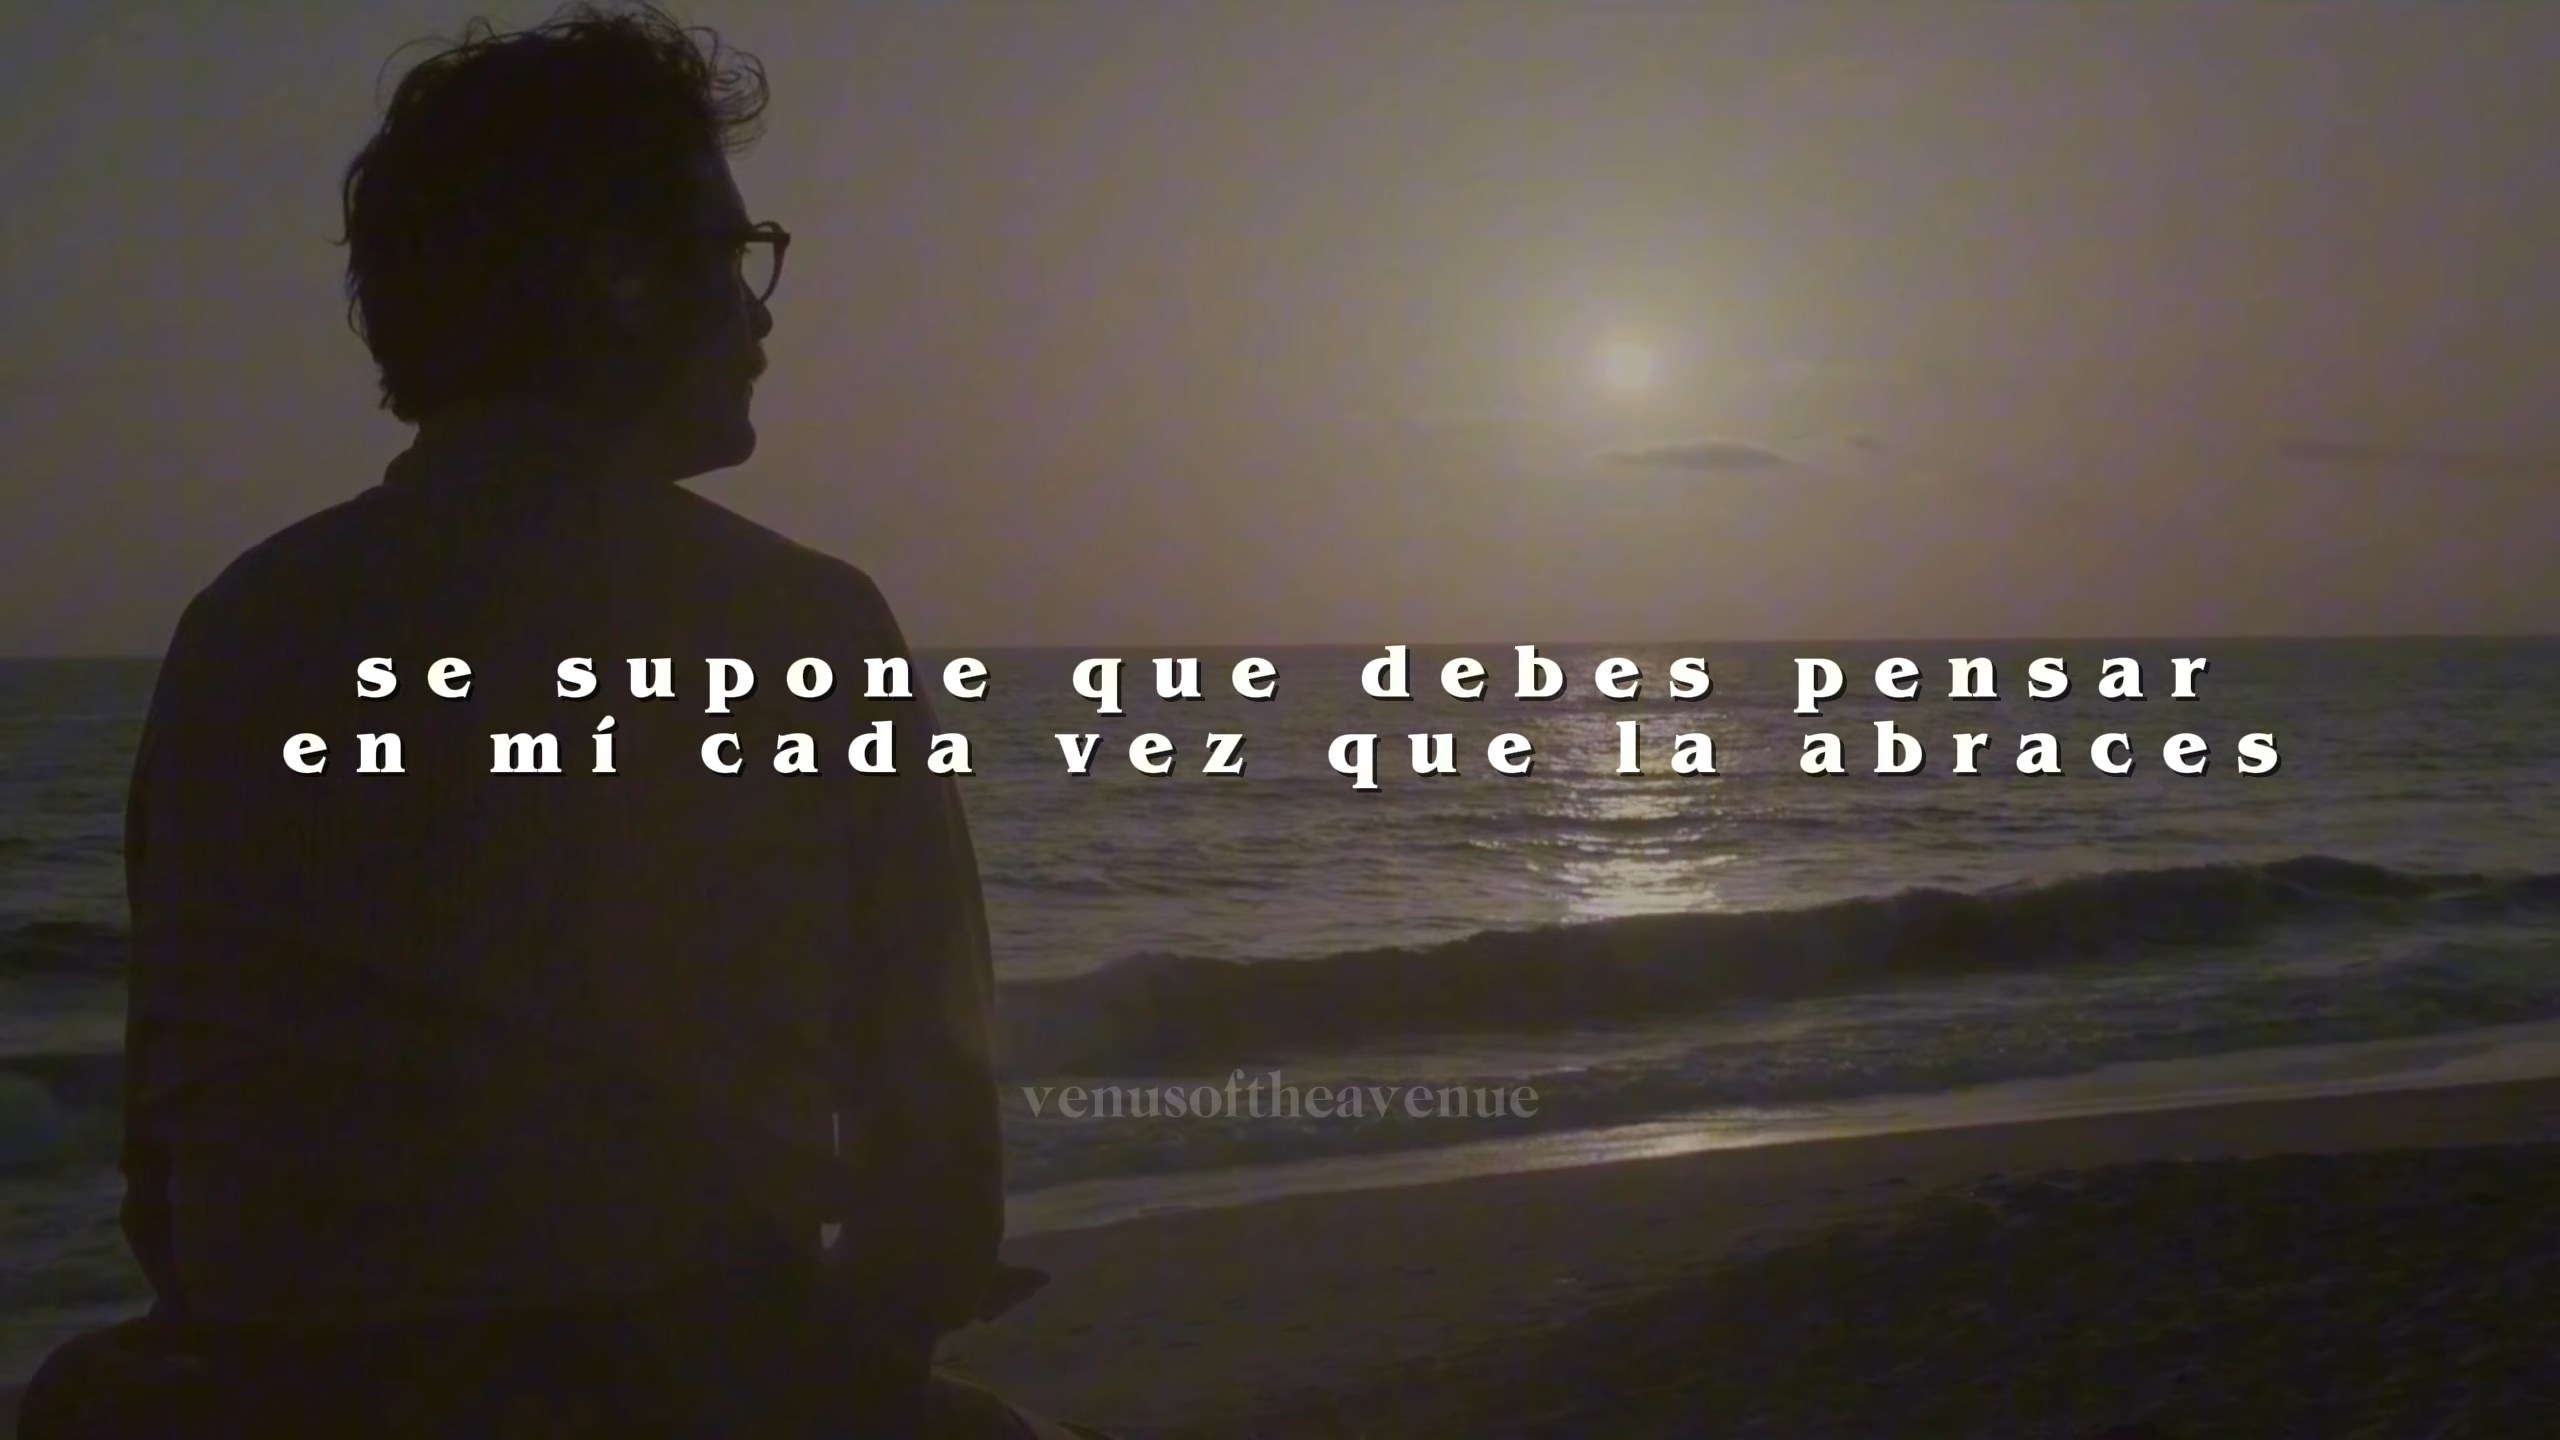 se supone que debes pensar
en mí cada vez que la abraces
venusoftheavenue